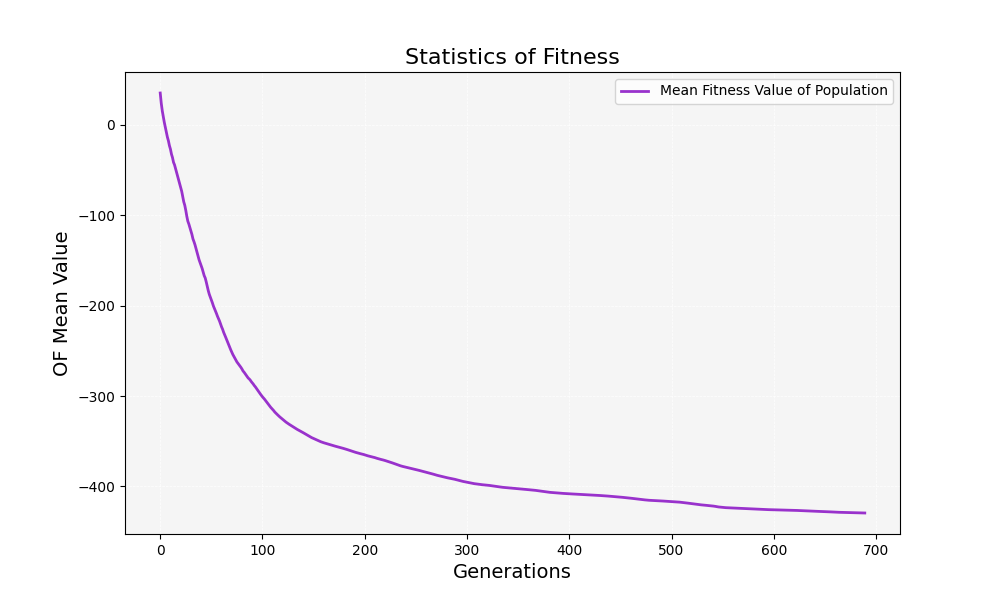 Statistics of Fitness
Mean Fitness Value of Population
OF Mean Value
0
−100
−200
−300
−400
0 100 200 300 400 500 600 700
Generations